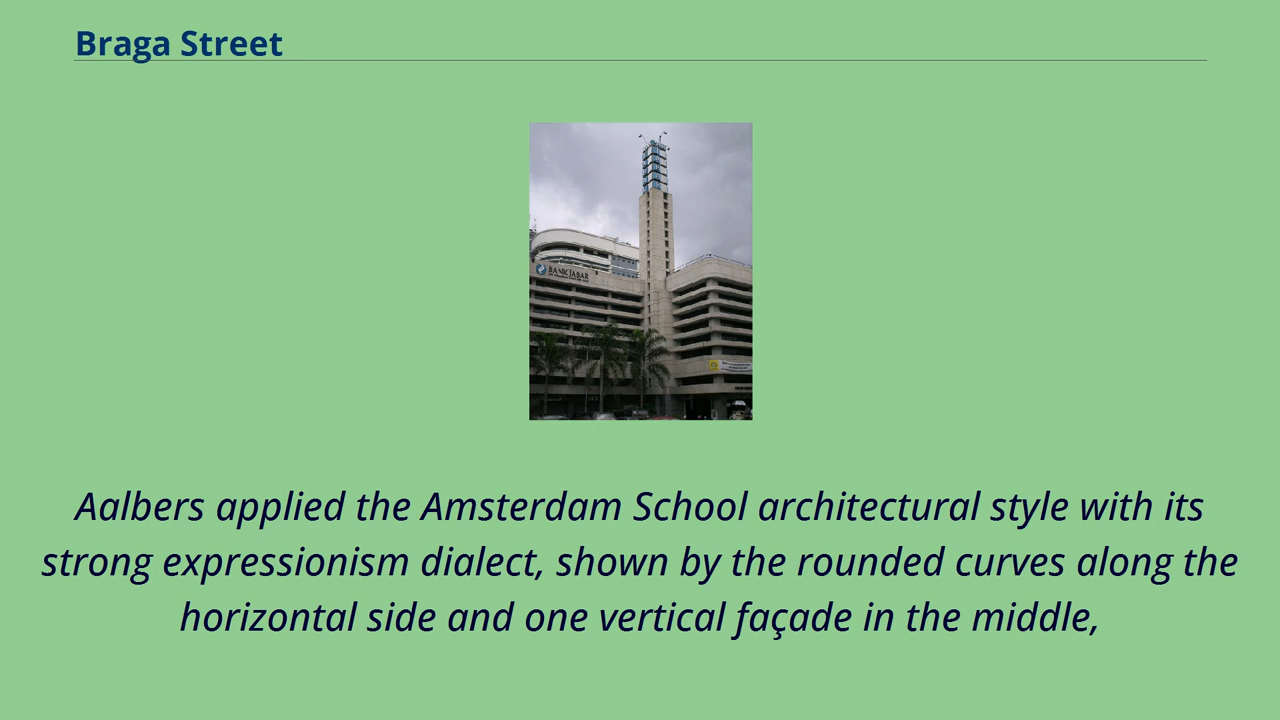 Braga Street
BANK JABAR
Aalbers applied the Amsterdam School architectural style with its
strong expressionism dialect, shown by the rounded curves along the
horizontal side and one vertical façade in the middle,